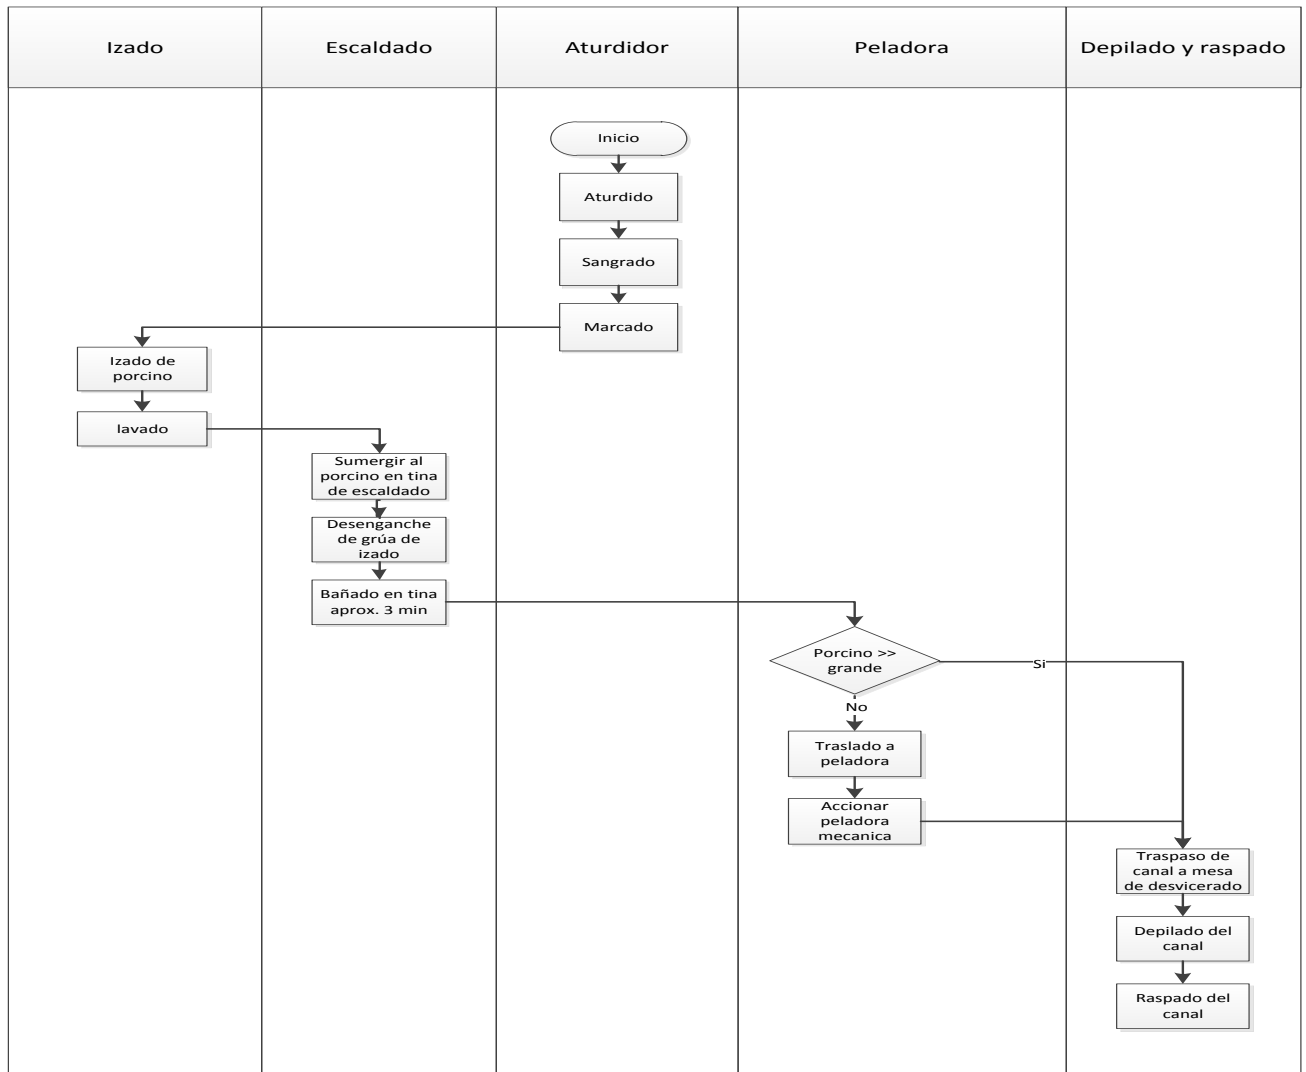 Izado
Escaldado
Aturdidor
Peladora
Depilado y raspado
Inicio
Aturdido
Sangrado
Marcado
Izado de
porcino
lavado
Sumergir al
porcino en tina
de escaldado
Desenganche
de grúa de
izado
Bañado en tina
aprox. 3 min
Porcino >>
grande
Si
No
Traslado a
peladora
Accionar
peladora
mecanica
Traspaso de
canal a mesa
de desvicerado
Depilado del
canal
Raspado del
canal